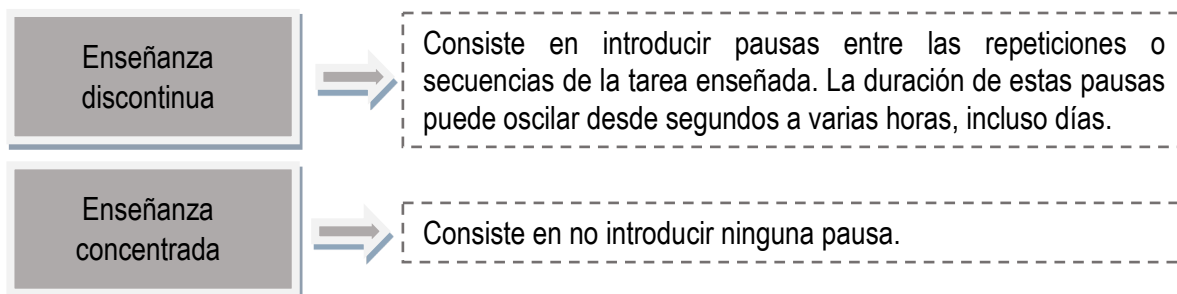 Enseñanza
discontinua
Consiste en introducir pausas entre las repeticiones o
secuencias de la tarea enseñada. La duración de estas pausas
puede oscilar desde segundos a varias horas, incluso días.
Enseñanza
concentrada
Consiste en no introducir ninguna pausa.